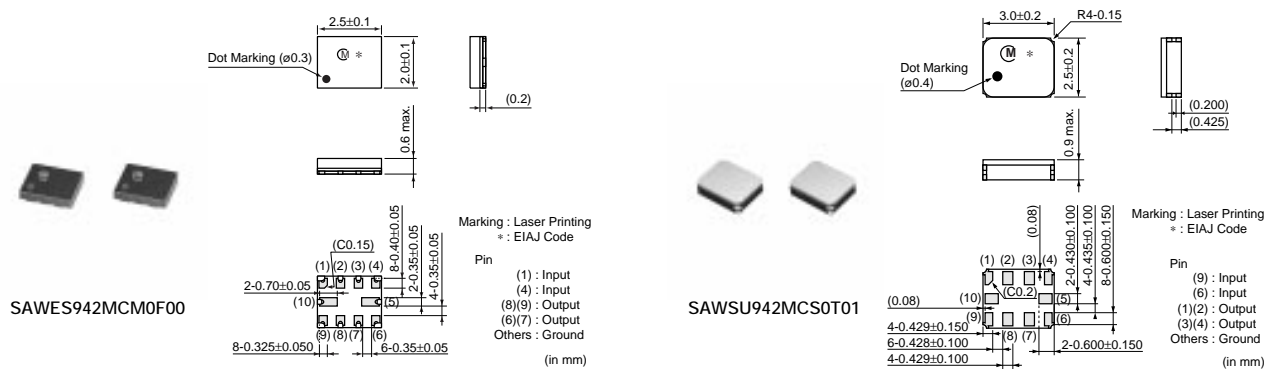 2.5±0.1
Dot Marking (ø0.3)
M *
2.0±0.1
(0.2)
0.6 max.
(C0.15)
8-0.40±0.05
2-0.35±0.05
4-0.35±0.05
(1) (2) (3) (4)
2-0.70±0.05
(10)
(5)
(9) (8) (7) (6)
8-0.325±0.050
6-0.35±0.05
Marking : Laser Printing
* : EIAJ Code
Pin
(1) : Input
(4) : Input
(8)(9) : Output
(6)(7) : Output
Others : Ground
(in mm)
SAWES942MCM0F00
3.0±0.2
R4-0.15
Dot Marking
(ø0.4)
M *
2.5±0.2
(0.200)
(0.425)
0.9 max.
(0.08)
2-0.430±0.100
4-0.435±0.100
8-0.600±0.150
(1) (2) (3) (4)
(C0.2)
(10)
(5)
(0.08)
(9)
(6)
4-0.429±0.150
(8) (7)
6-0.428±0.100
2-0.600±0.150
4-0.429±0.100
Marking : Laser Printing
* : EIAJ Code
Pin
(9) : Input
(6) : Input
(1)(2) : Output
(3)(4) : Output
Others : Ground
(in mm)
SAWSU942MCS0T01